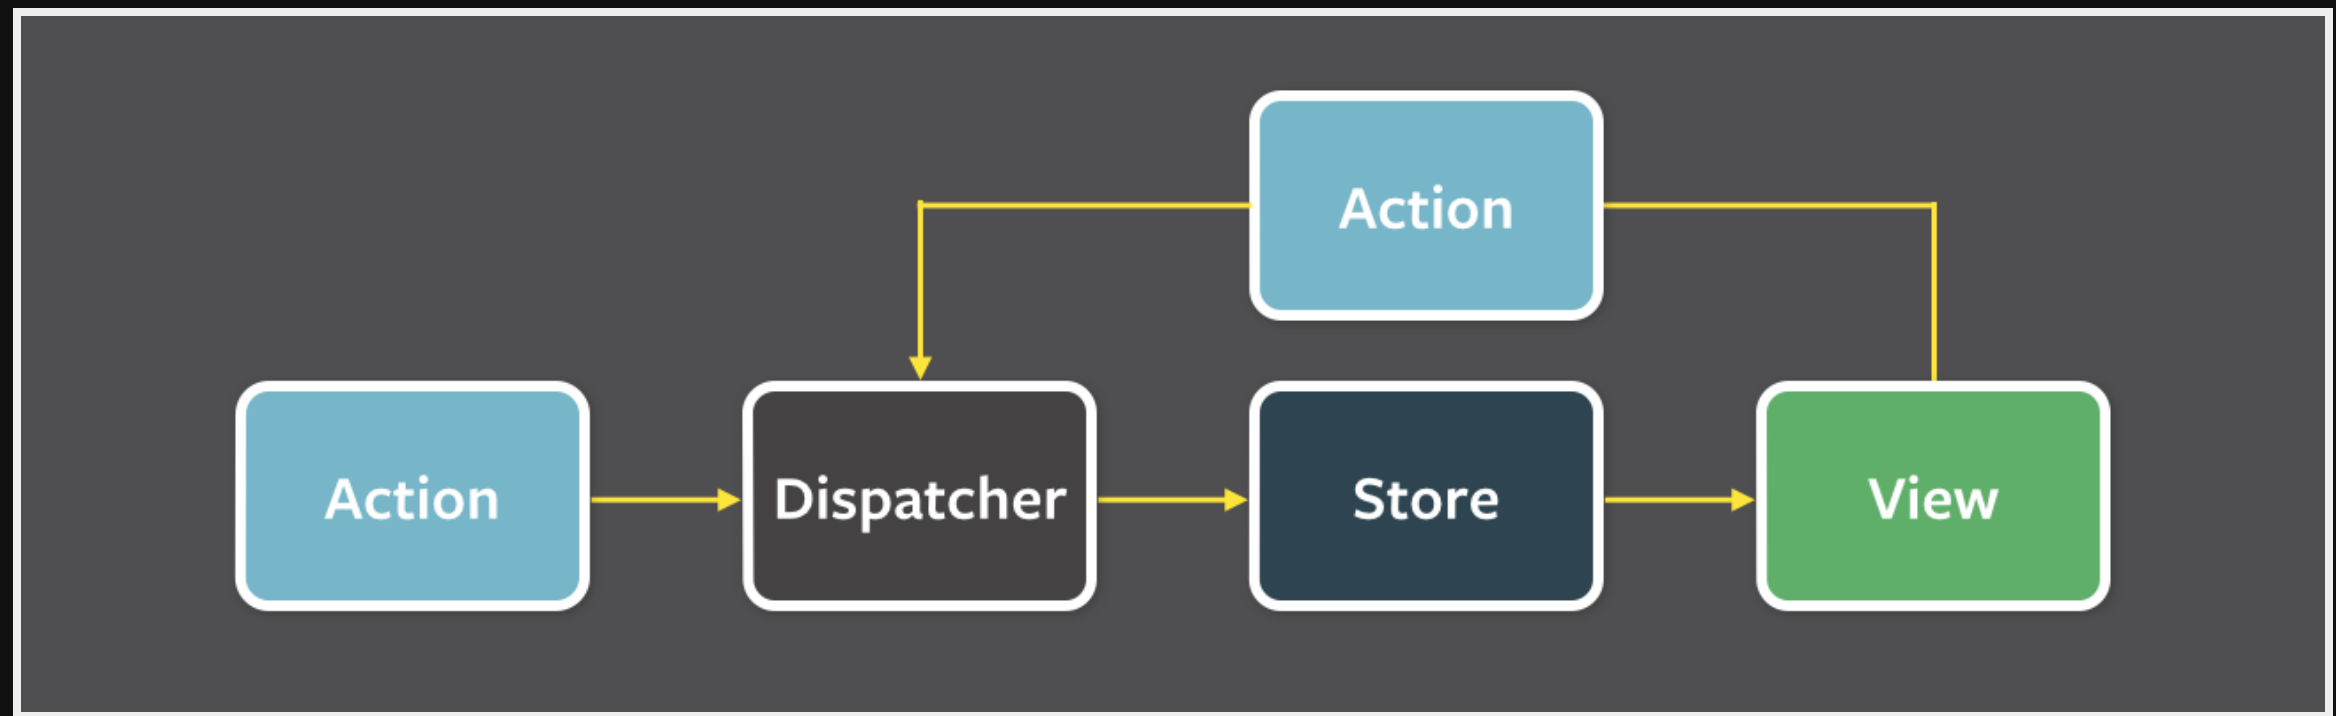 Action
Action
Dispatcher
Store
View